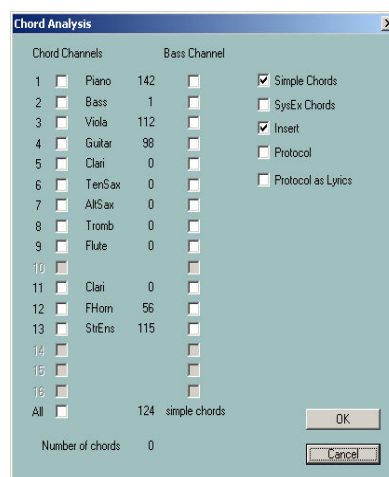 Chord Analysis
Chord Channels Bass Channel
1 Piano 142 Simple Chords
2 Bass 1 SysEx Chords
3 Viola 112 Insert
4 Guitar 98 Protocol
5 Clari 0 Protocol as Lyrics
6 TenSax 0
7 AltSax 0
8 Tromb 0
9 Flute 0
10
11 Clari 0
12 FHorn 56
13 StrEns 115
14
15
16
All 124 simple chords
OK
Number of chords 0
Cancel